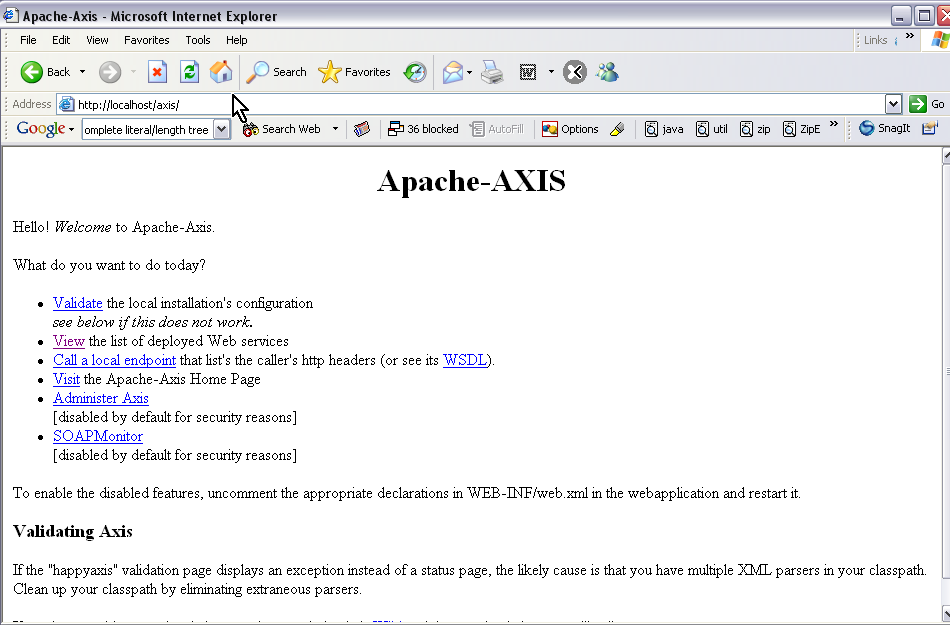 Apache-Axis - Microsoft Internet Explorer
File Edit View Favorites Tools Help Links
Back Search Favorites
Address http://localhost/axis/ Go
Google omplete literal/length tree Search Web 36 blocked AutoFill Options java util zip ZipE SnagIt
Apache-AXIS
Hello! Welcome to Apache-Axis.
What do you want to do today?
• Validate the local installation's configuration
see below if this does not work.
• View the list of deployed Web services
• Call a local endpoint that list's the caller's http headers (or see its WSDL).
• Visit the Apache-Axis Home Page
• Administer Axis
[disabled by default for security reasons]
• SOAPMonitor
[disabled by default for security reasons]
To enable the disabled features, uncomment the appropriate declarations in WEB-INF/web.xml in the webapplication and restart it.
Validating Axis
If the "happyaxis" validation page displays an exception instead of a status page, the likely cause is that you have multiple XML parsers in your classpath.
Clean up your classpath by eliminating extraneous parsers.